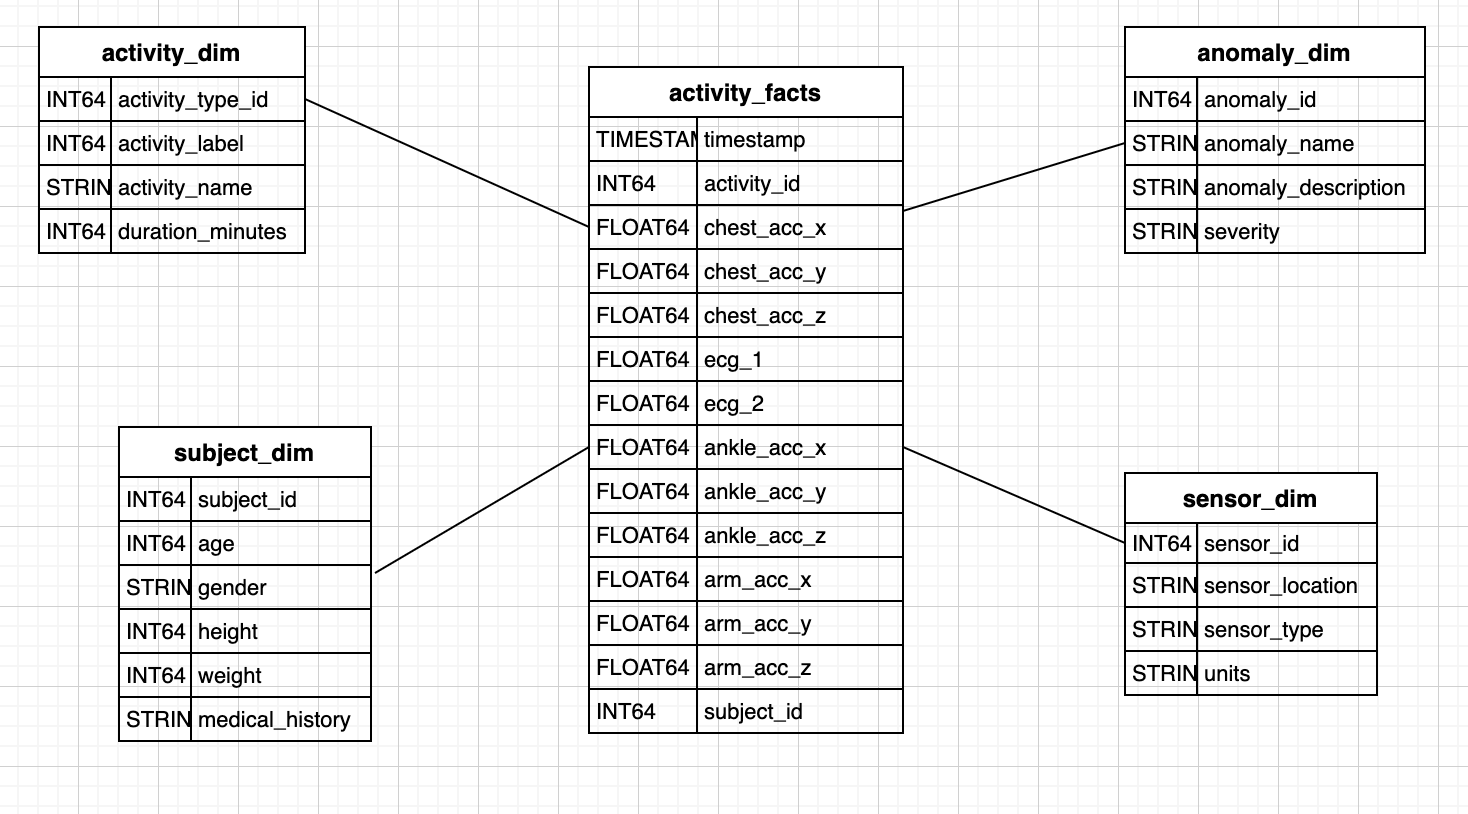 activity_dim
INT64 activity_type_id
INT64 activity_label
STRIN activity_name
INT64 duration_minutes
activity_facts
TIMESTAM timestamp
INT64 activity_id
FLOAT64 chest_acc_x
FLOAT64 chest_acc_y
FLOAT64 chest_acc_z
FLOAT64 ecg_1
FLOAT64 ecg_2
FLOAT64 ankle_acc_x
FLOAT64 ankle_acc_y
FLOAT64 ankle_acc_z
FLOAT64 arm_acc_x
FLOAT64 arm_acc_y
FLOAT64 arm_acc_z
INT64 subject_id
anomaly_dim
INT64 anomaly_id
STRIN anomaly_name
STRIN anomaly_description
STRIN severity
subject_dim
INT64 subject_id
INT64 age
STRIN gender
INT64 height
INT64 weight
STRIN medical_history
sensor_dim
INT64 sensor_id
STRIN sensor_location
STRIN sensor_type
STRIN units